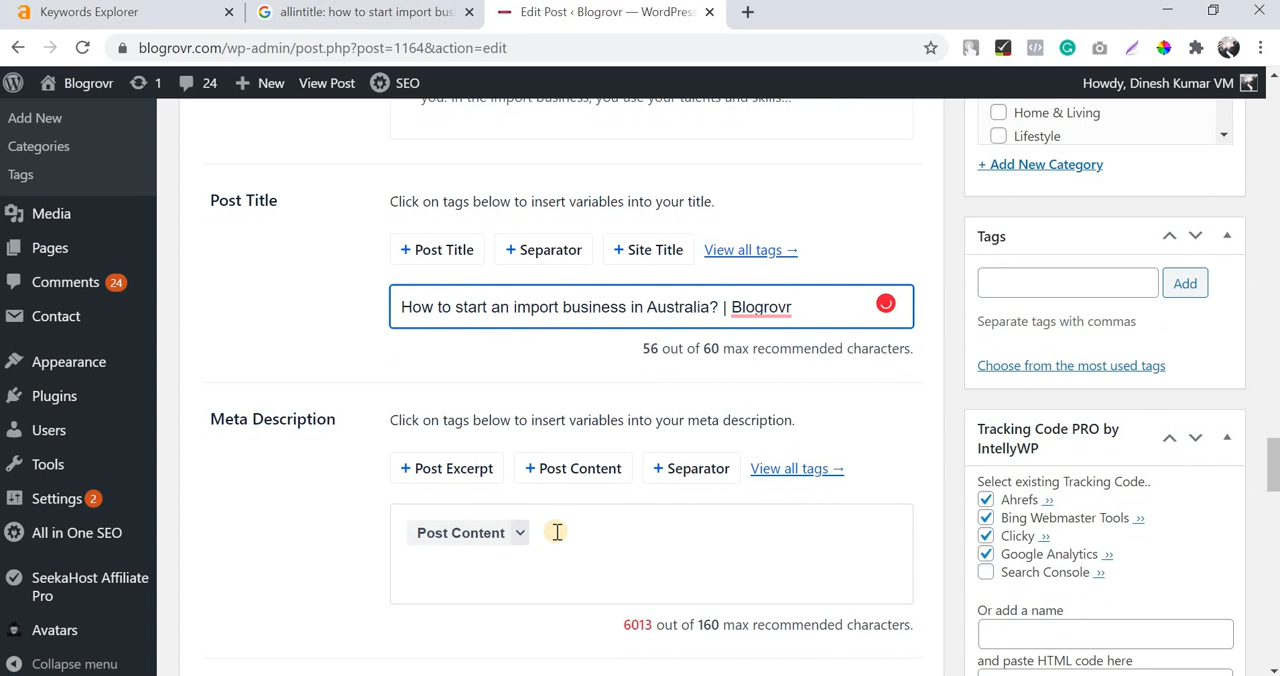 Keywords Explorer
allintitle: how to start import bus
Edit Post ‹ Blogrovr — WordPress
blogrovr.com/wp-admin/post.php?post=1164&action=edit
Blogrovr
1
24
New
View Post
SEO
Howdy, Dinesh Kumar VM
Add New
Categories
Tags
Media
Pages
Comments 24
Contact
Appearance
Plugins
Users
Tools
Settings 2
All in One SEO
SeekaHost Affiliate
Pro
Avatars
Collapse menu
you. In the import business, you use your talents and skills...
Post Title
Click on tags below to insert variables into your title.
+ Post Title
+ Separator
+ Site Title
View all tags →
How to start an import business in Australia? | Blogrovr
56 out of 60 max recommended characters.
Meta Description
Click on tags below to insert variables into your meta description.
+ Post Excerpt
+ Post Content
+ Separator
View all tags →
Post Content
6013 out of 160 max recommended characters.
Home & Living
Lifestyle
+ Add New Category
Tags
Add
Separate tags with commas
Choose from the most used tags
Tracking Code PRO by
IntellyWP
Select existing Tracking Code..
Ahrefs ››
Bing Webmaster Tools ››
Clicky ››
Google Analytics ››
Search Console ››
Or add a name
and paste HTML code here